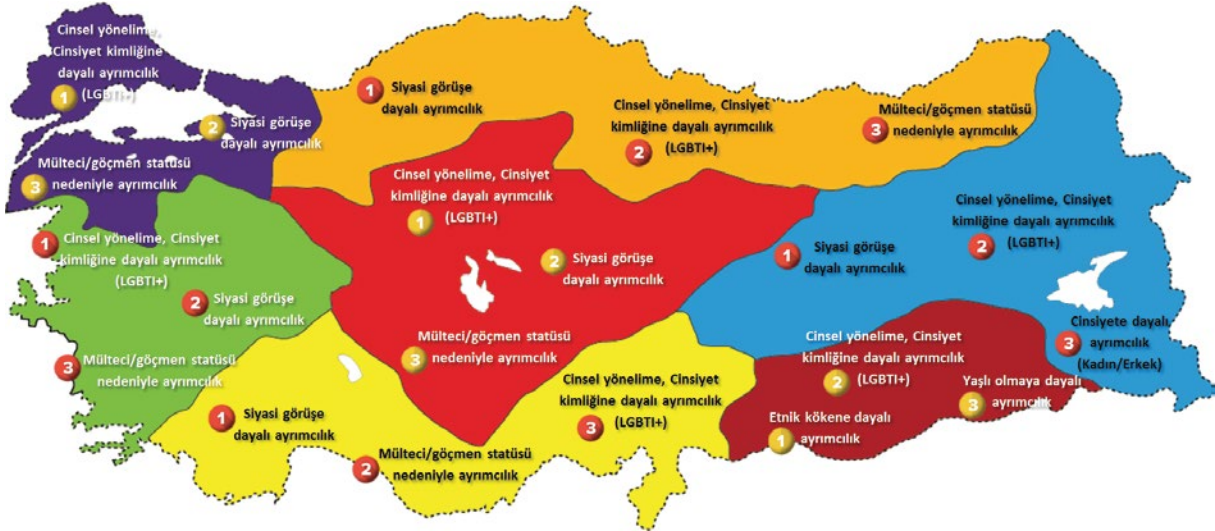 Cinsel yönelime,
Cinsiyet kimliğine
dayalı ayrımcılık
(LGBTI+)
1
2
Siyasi görüşe
dayalı ayrımcılık
Mülteci/göçmen statüsü
nedeniyle ayrımcılık
3
1
Siyasi görüşe
dayalı ayrımcılık
Cinsel yönelime, Cinsiyet
kimliğine dayalı ayrımcılık
(LGBTI+)
2
Mülteci/göçmen statüsü
nedeniyle ayrımcılık
3
1
Cinsel yönelime, Cinsiyet
kimliğine dayalı ayrımcılık
(LGBTI+)
2
Siyasi görüşe
dayalı ayrımcılık
3
Mülteci/göçmen statüsü
nedeniyle ayrımcılık
Cinsel yönelime, Cinsiyet
kimliğine dayalı ayrımcılık
(LGBTI+)
1
2
Siyasi görüşe
dayalı ayrımcılık
Mülteci/göçmen statüsü
nedeniyle ayrımcılık
3
1
Siyasi görüşe
dayalı ayrımcılık
Cinsel yönelime, Cinsiyet
kimliğine dayalı ayrımcılık
(LGBTI+)
2
Cinsiyete dayalı
ayrımcılık
(Kadın/Erkek)
3
1
Siyasi görüşe
dayalı ayrımcılık
2
Mülteci/göçmen statüsü
nedeniyle ayrımcılık
Cinsel yönelime, Cinsiyet
kimliğine dayalı ayrımcılık
(LGBTI+)
3
Cinsel yönelime, Cinsiyet
kimliğine dayalı ayrımcılık
(LGBTI+)
2
Yaşlı olmaya dayalı
ayrımcılık
3
Etnik kökene dayalı
ayrımcılık
1